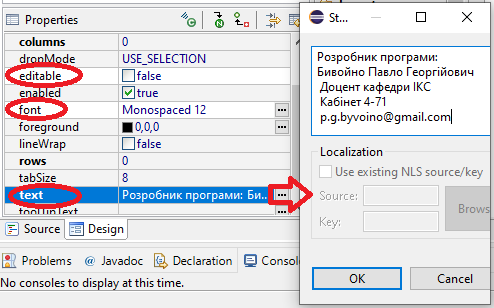 Properties
columns 0
dropMode USE_SELECTION
editable false
enabled true
font Monospaced 12 ...
foreground 0,0,0 ...
lineWrap false
rows 0
tabSize 8
text Розробник програми: Би... ...
Source Design
Problems Javadoc Declaration
No consoles to display at this time.
St...
Розробник програми:
Бивойно Павло Георгійович
Доцент кафедри ІКС
Кабінет 4-71
p.g.byvoino@gmail.com
Localization
Use existing NLS source/key
Source:
Key:
OK Cancel